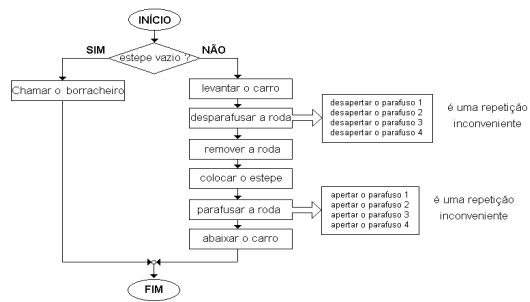 INÍCIO
SIM
NÃO
estepe vazio ?
Chamar o borracheiro
levantar o carro
desparafusar a roda
desapertar o parafuso 1
desapertar o parafuso 2
desapertar o parafuso 3
desapertar o parafuso 4
é uma repetição
inconveniente
remover a roda
colocar o estepe
parafusar a roda
apertar o parafuso 1
apertar o parafuso 2
apertar o parafuso 3
apertar o parafuso 4
é uma repetição
inconveniente
abaixar o carro
FIM